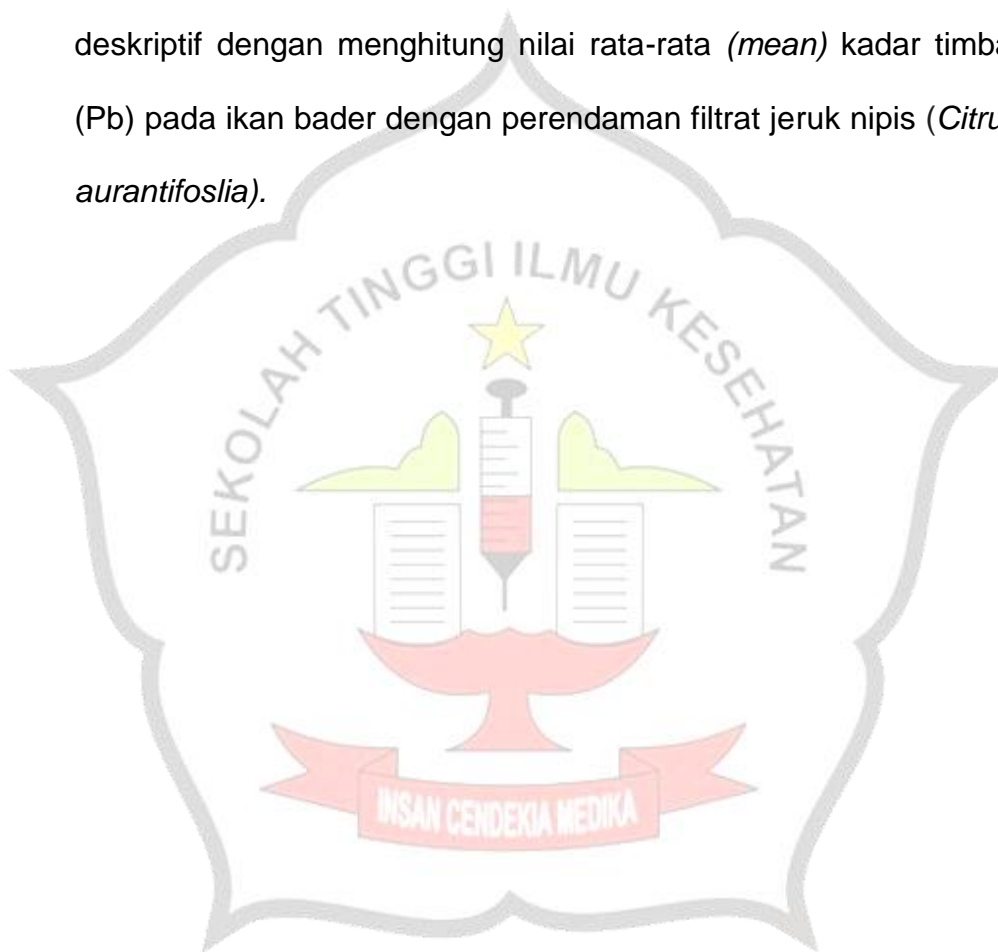 deskriptif dengan menghitung nilai rata-rata (mean) kadar timba
(Pb) pada ikan bader dengan perendaman filtrat jeruk nipis (Citru
aurantifoslia).
SEKOLAH TINGGI ILMU KESEHATAN
INSAN CENDEKIA MEDIKA